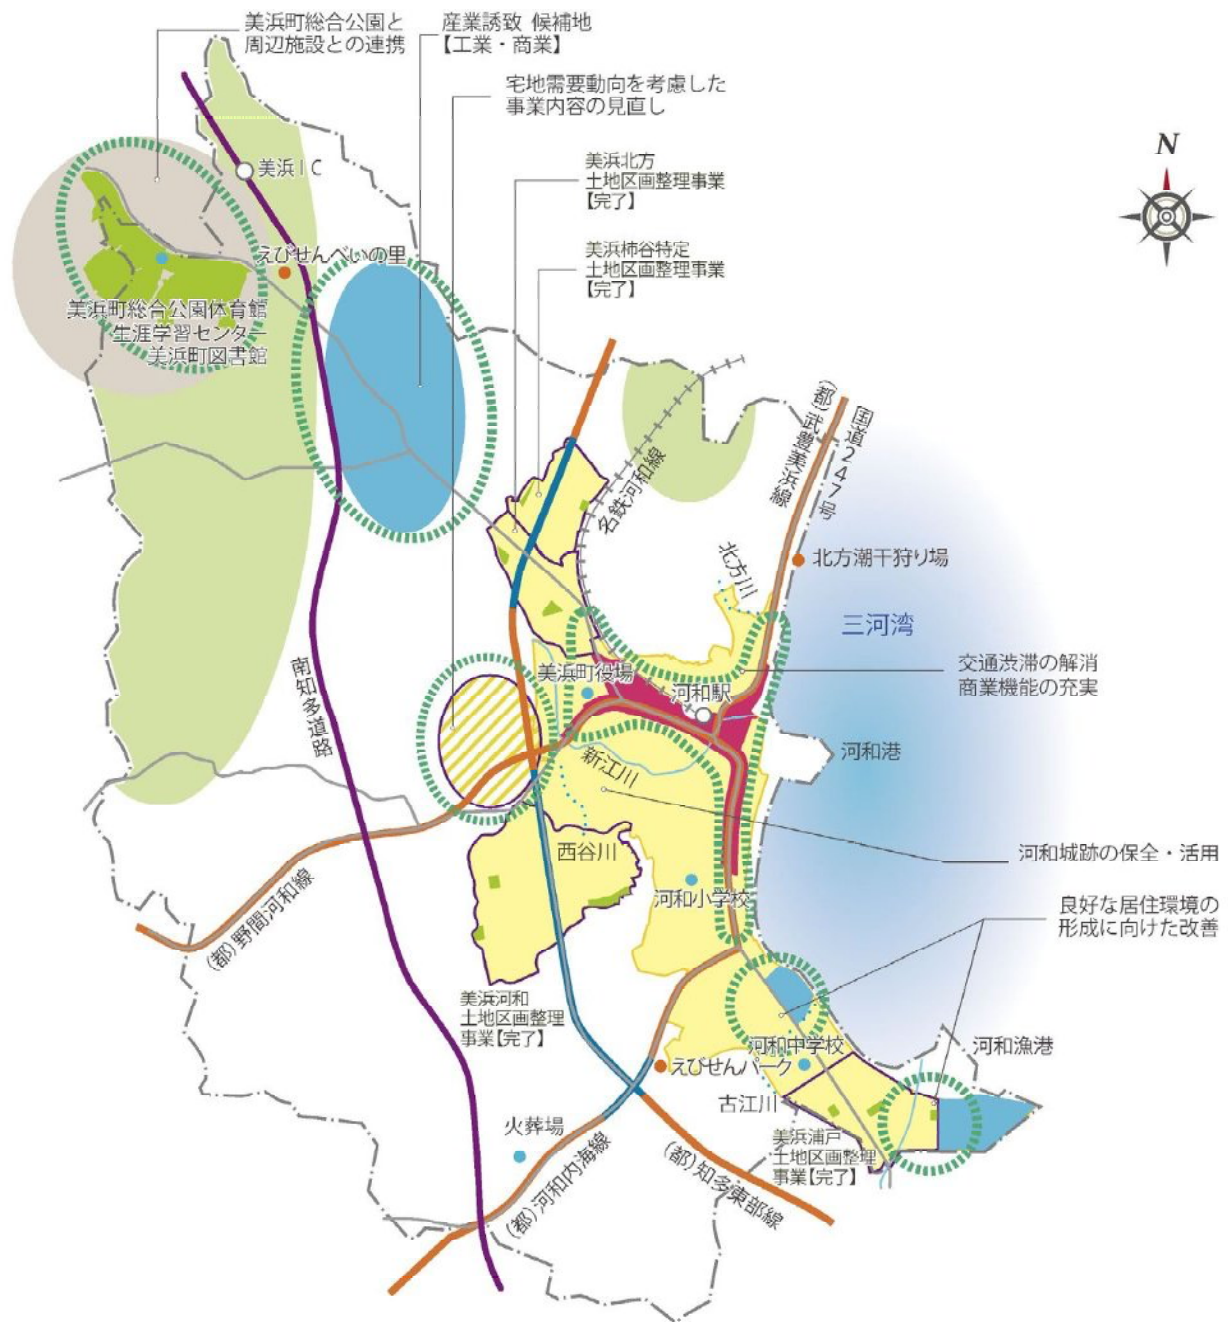 美浜町総合公園と
周辺施設との連携
産業誘致 候補地
【工業・商業】
宅地需要動向を考慮した
事業内容の見直し
美浜北方
土地区画整理事業
【完了】
美浜柿谷特定
土地区画整理事業
【完了】
N
美浜IC
えびせんべいの里
美浜町総合公園体育館
生涯学習センター
美浜町図書館
名鉄河和線
(都)武豊美浜線
国道247号
北方川
北方潮干狩り場
三河湾
交通渋滞の解消
商業機能の充実
美浜町役場
河和駅
河和港
新江川
南知多道路
西谷川
河和小学校
河和城跡の保全・活用
良好な居住環境の
形成に向けた改善
(都)野間河和線
美浜河和
土地区画整理
事業【完了】
河和中学校
河和漁港
えびせんパーク
古江川
火葬場
美浜浦戸
土地区画整理
事業【完了】
(都)河和内海線
(都)知多東部線